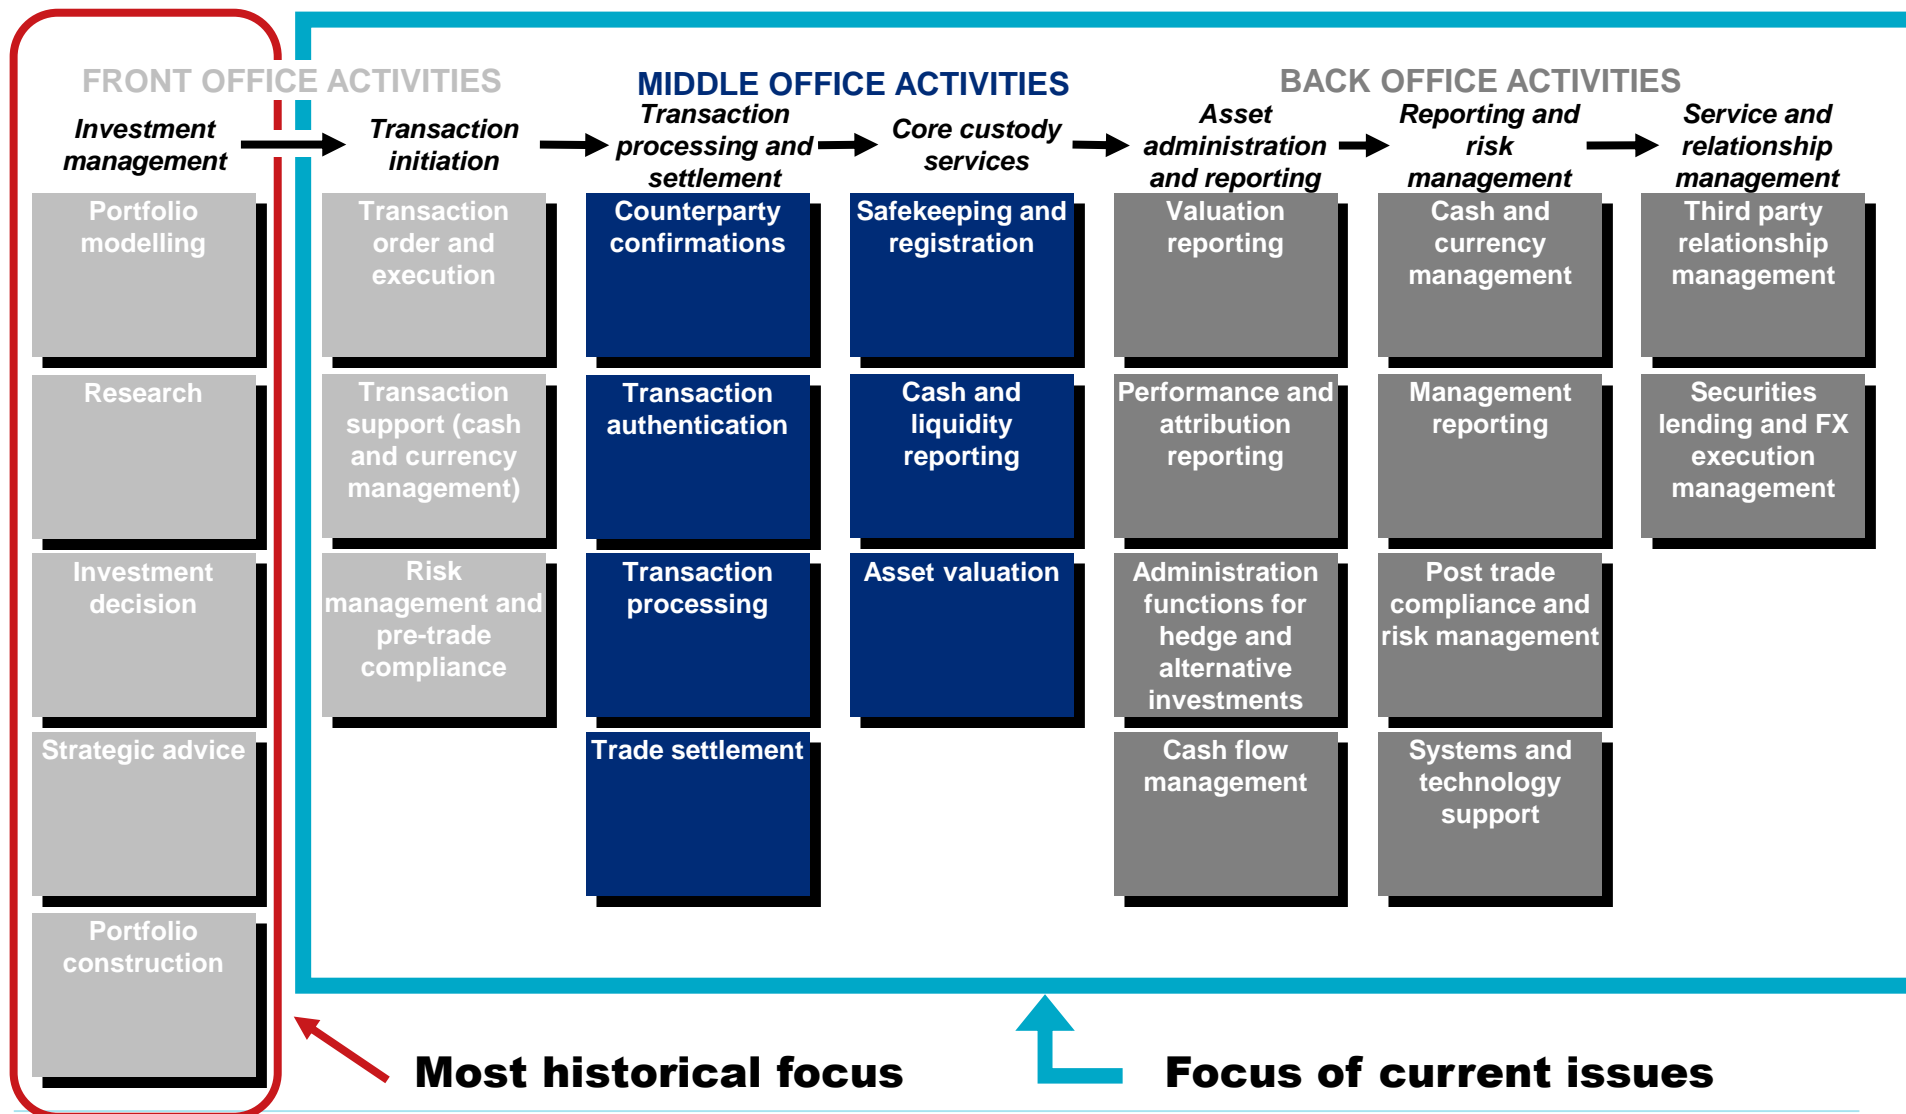 FRONT OFFICE ACTIVITIES
MIDDLE OFFICE ACTIVITIES
BACK OFFICE ACTIVITIES
Investment
management
Transaction
initiation
Transaction
processing and
settlement
Core custody
services
Asset
administration
and reporting
Reporting and
risk
management
Service and
relationship
management
Portfolio
modelling
Research
Investment
decision
Strategic advice
Portfolio
construction
Transaction
order and
execution
Transaction
support (cash
and currency
management)
Risk
management and
pre-trade
compliance
Counterparty
confirmations
Transaction
authentication
Transaction
processing
Trade settlement
Safekeeping and
registration
Cash and
liquidity
reporting
Asset valuation
Valuation
reporting
Performance and
attribution
reporting
Administration
functions for
hedge and
alternative
investments
Cash flow
management
Cash and
currency
management
Management
reporting
Post trade
compliance and
risk management
Systems and
technology
support
Third party
relationship
management
Securities
lending and FX
execution
management
Most historical focus
Focus of current issues